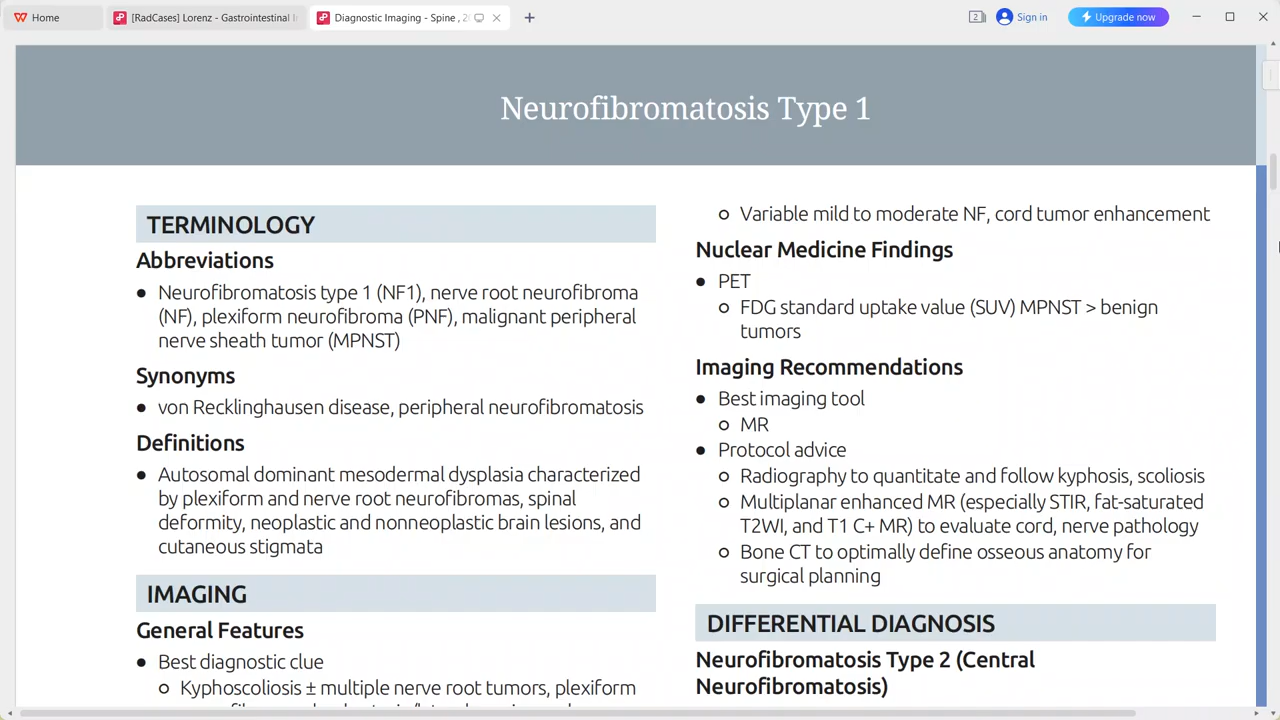 Home
[RadCases] Lorenz - Gastrointestinal I
Diagnostic Imaging - Spine , 2
2
Sign in
Upgrade now
Neurofibromatosis Type 1
TERMINOLOGY
Abbreviations
● Neurofibromatosis type 1 (NF1), nerve root neurofibroma
(NF), plexiform neurofibroma (PNF), malignant peripheral
nerve sheath tumor (MPNST)
Synonyms
● von Recklinghausen disease, peripheral neurofibromatosis
Definitions
● Autosomal dominant mesodermal dysplasia characterized
by plexiform and nerve root neurofibromas, spinal
deformity, neoplastic and nonneoplastic brain lesions, and
cutaneous stigmata
IMAGING
General Features
● Best diagnostic clue
○ Kyphoscoliosis ± multiple nerve root tumors, plexiform
○ Variable mild to moderate NF, cord tumor enhancement
Nuclear Medicine Findings
● PET
○ FDG standard uptake value (SUV) MPNST > benign
tumors
Imaging Recommendations
● Best imaging tool
○ MR
● Protocol advice
○ Radiography to quantitate and follow kyphosis, scoliosis
○ Multiplanar enhanced MR (especially STIR, fat-saturated
T2WI, and T1 C+ MR) to evaluate cord, nerve pathology
○ Bone CT to optimally define osseous anatomy for
surgical planning
DIFFERENTIAL DIAGNOSIS
Neurofibromatosis Type 2 (Central
Neurofibromatosis)